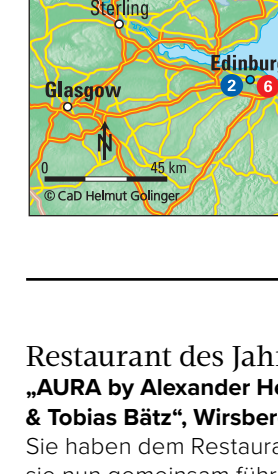 Sterling
Edinbur
Glasgow
2
6
N
0
45 km
© CaD Helmut Golinger
Restaurant des Jah
„AURA by Alexander He
& Tobias Bätz“, Wirsber
Sie haben dem Restaura